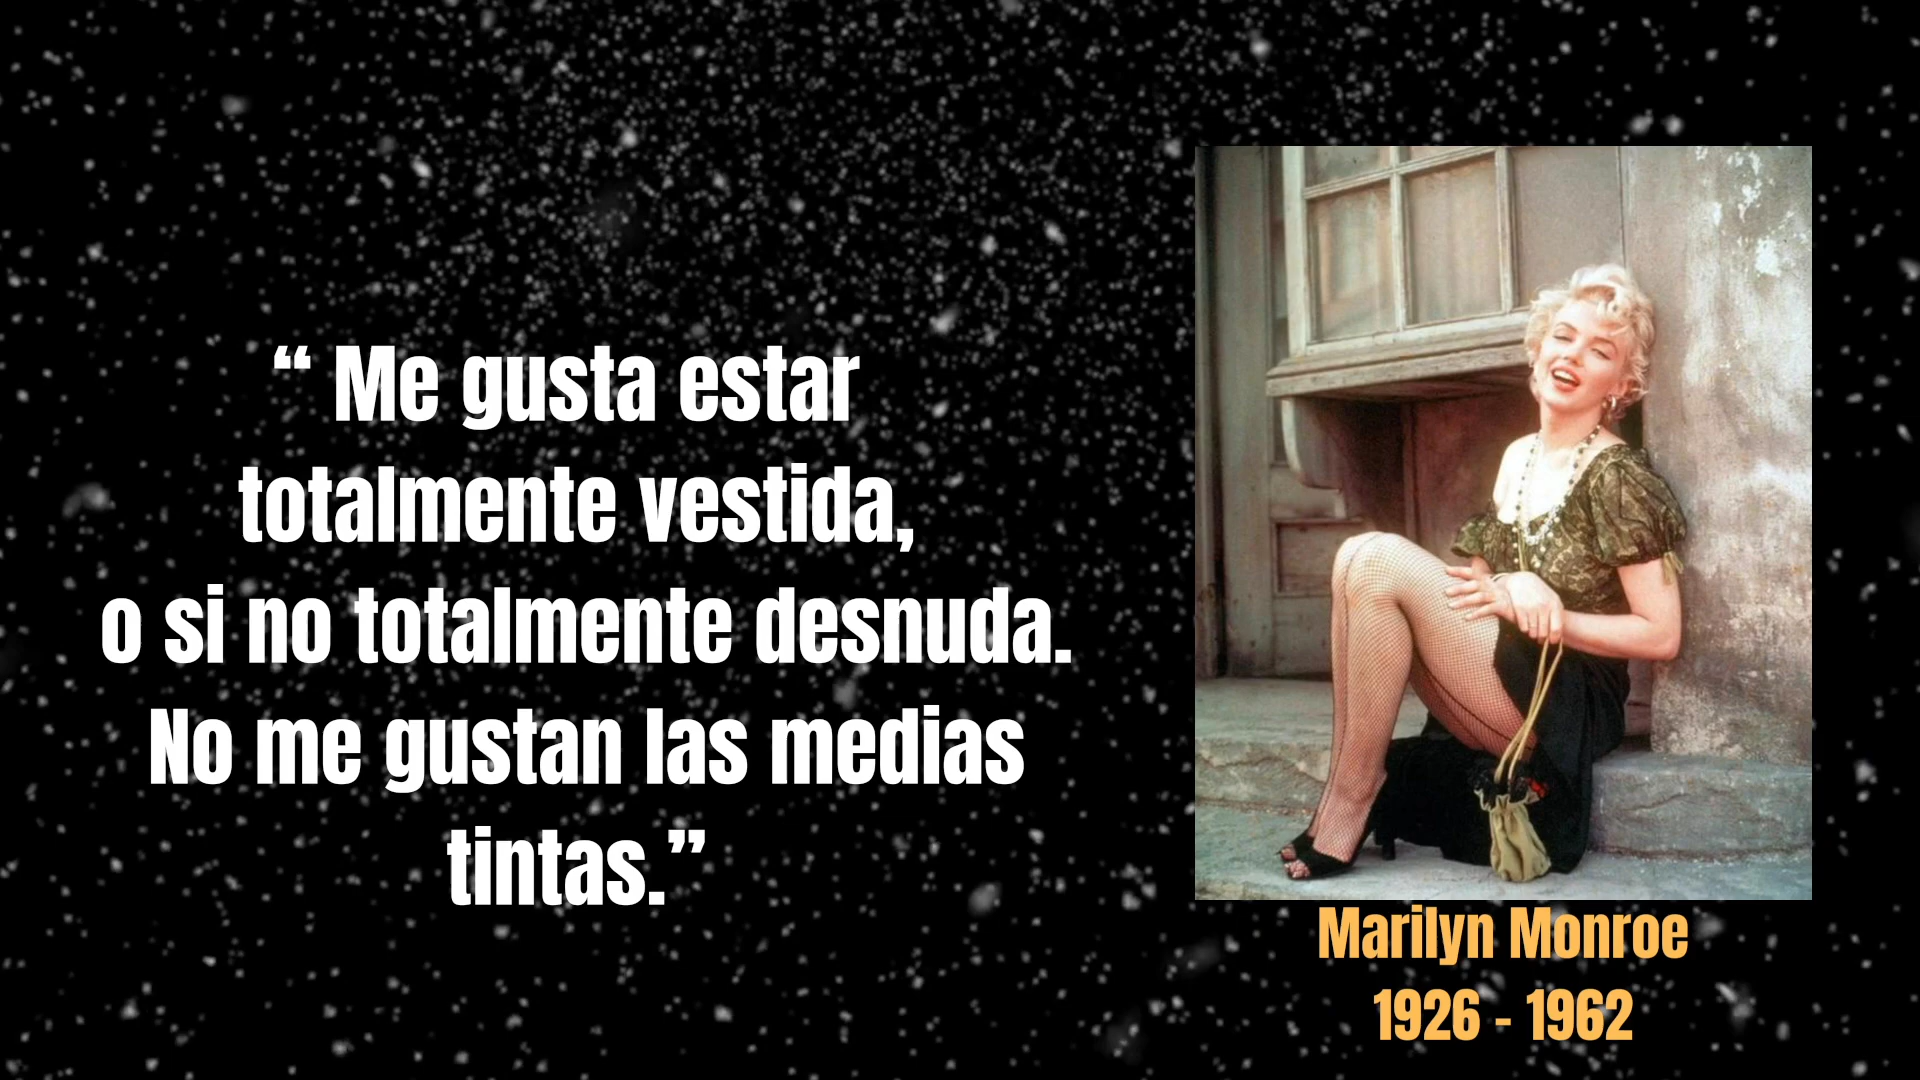 “ Me gusta estar
totalmente vestida,
o si no totalmente desnuda.
No me gustan las medias
tintas.”
Marilyn Monroe
1926 - 1962